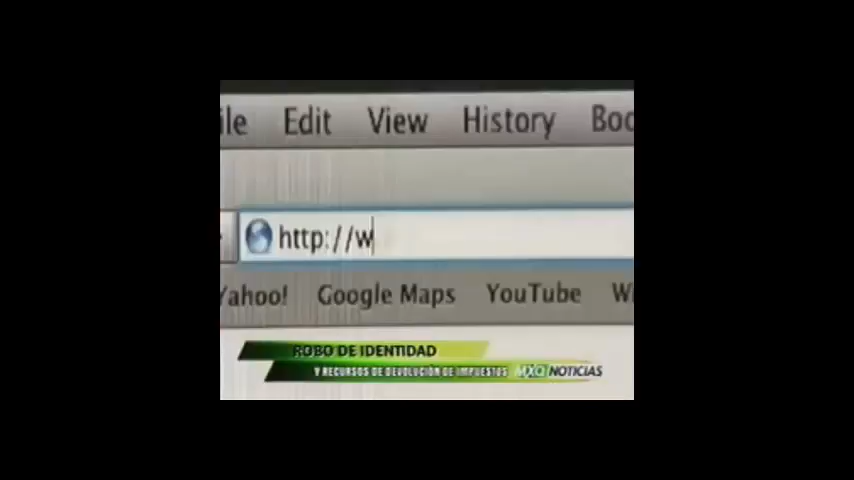 ile Edit View History Boo
http://w
Yahoo! Google Maps YouTube Wi
ROBO DE IDENTIDAD
Y RECURSOS DE DEVOLUCIÓN DE IMPUESTOS MXQ NOTICIAS